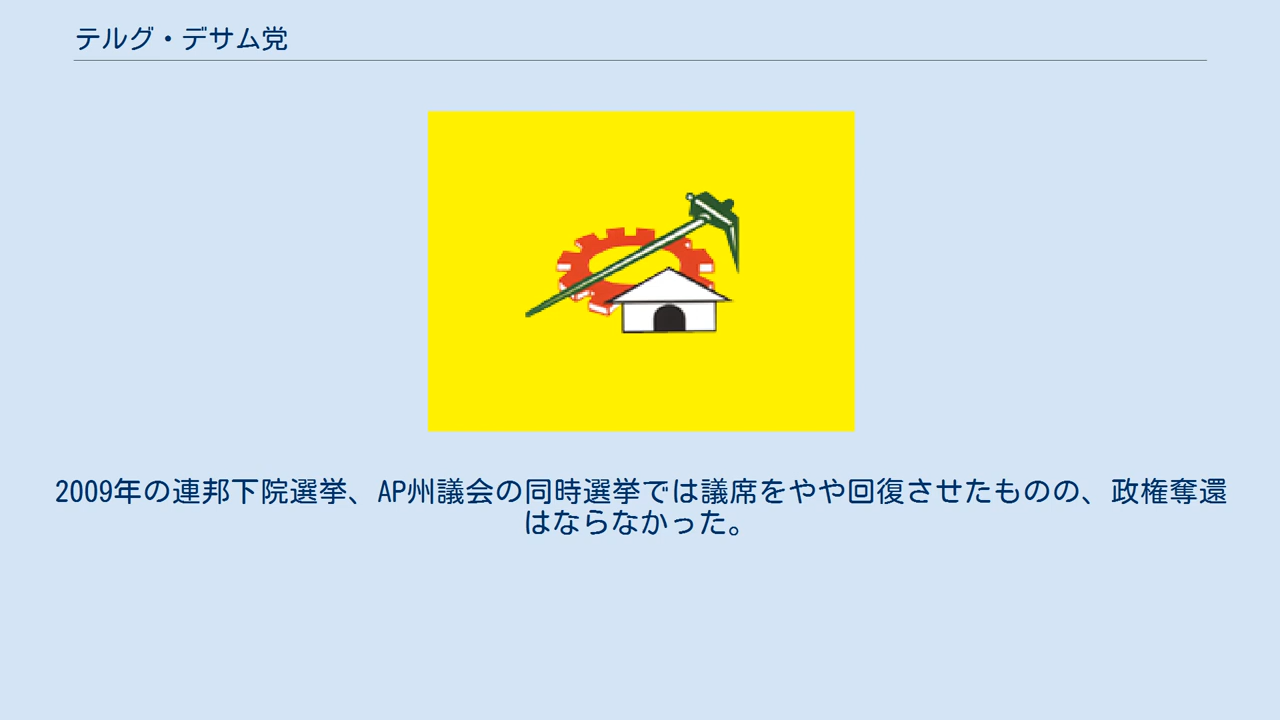 テルグ・デサム党
2009年の連邦下院選挙、AP州議会の同時選挙では議席をやや回復させたものの、政権奪還
はならなかった。